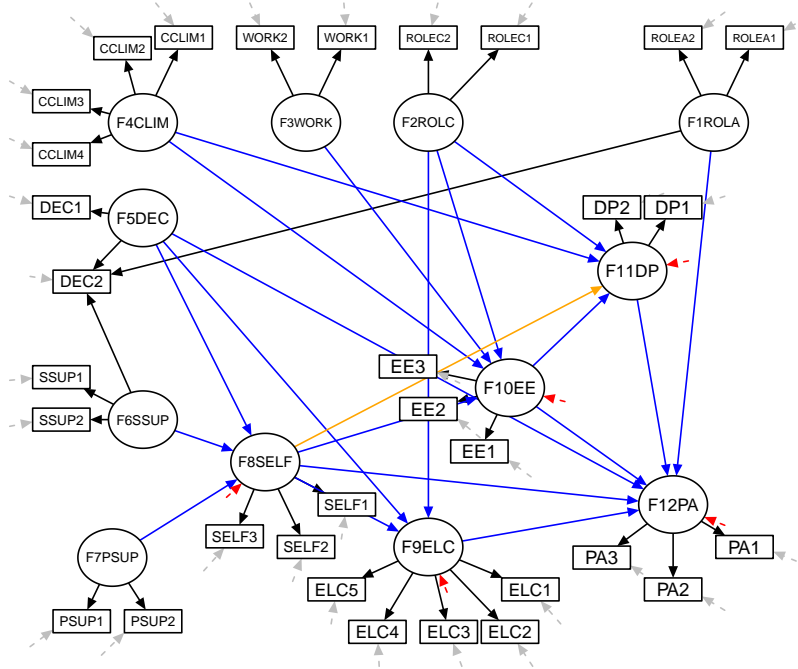 CCLIM1
WORK2
WORK1
ROLEC2
ROLEC1
ROLEA2
ROLEA1
CCLIM2
CCLIM3
F4CLIM
F3WORK
F2ROLC
F1ROLA
CCLIM4
DEC1
F5DEC
DP2
DP1
DEC2
F11DP
EE3
SSUP1
F10EE
EE2
SSUP2
F6SSUP
EE1
F8SELF
SELF1
F12PA
SELF3
SELF2
F9ELC
PA3
PA1
F7PSUP
ELC5
ELC1
PA2
PSUP1
PSUP2
ELC4
ELC3
ELC2